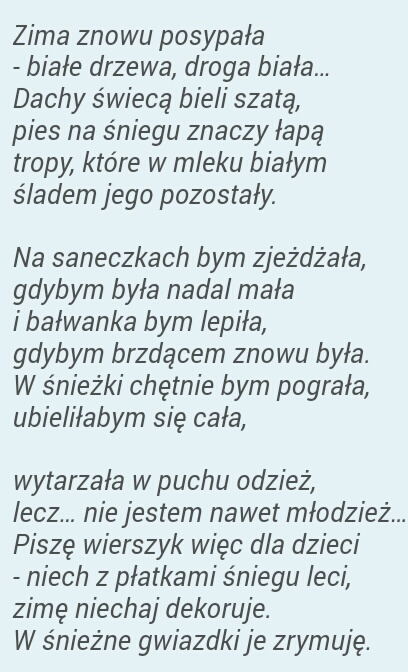 Zima znowu posypała
- białe drzewa, droga biała...
Dachy świecą bieli szatą,
pies na śniegu znaczy łapą
tropy, które w mleku białym
śladem jego pozostały.

Na saneczkach bym zjeżdżała,
gdybym była nadal mała
i bałwanka bym lepiła,
gdybym brzdącem znowu była.
W śnieżki chętnie bym pograła,
ubieliłabym się cała,

wytarzała w puchu odzież,
lecz... nie jestem nawet młodzież...
Piszę wierszyk więc dla dzieci
- niech z płatkami śniegu leci,
zimę niechaj dekoruje.
W śnieżne gwiazdki je zrymuję.